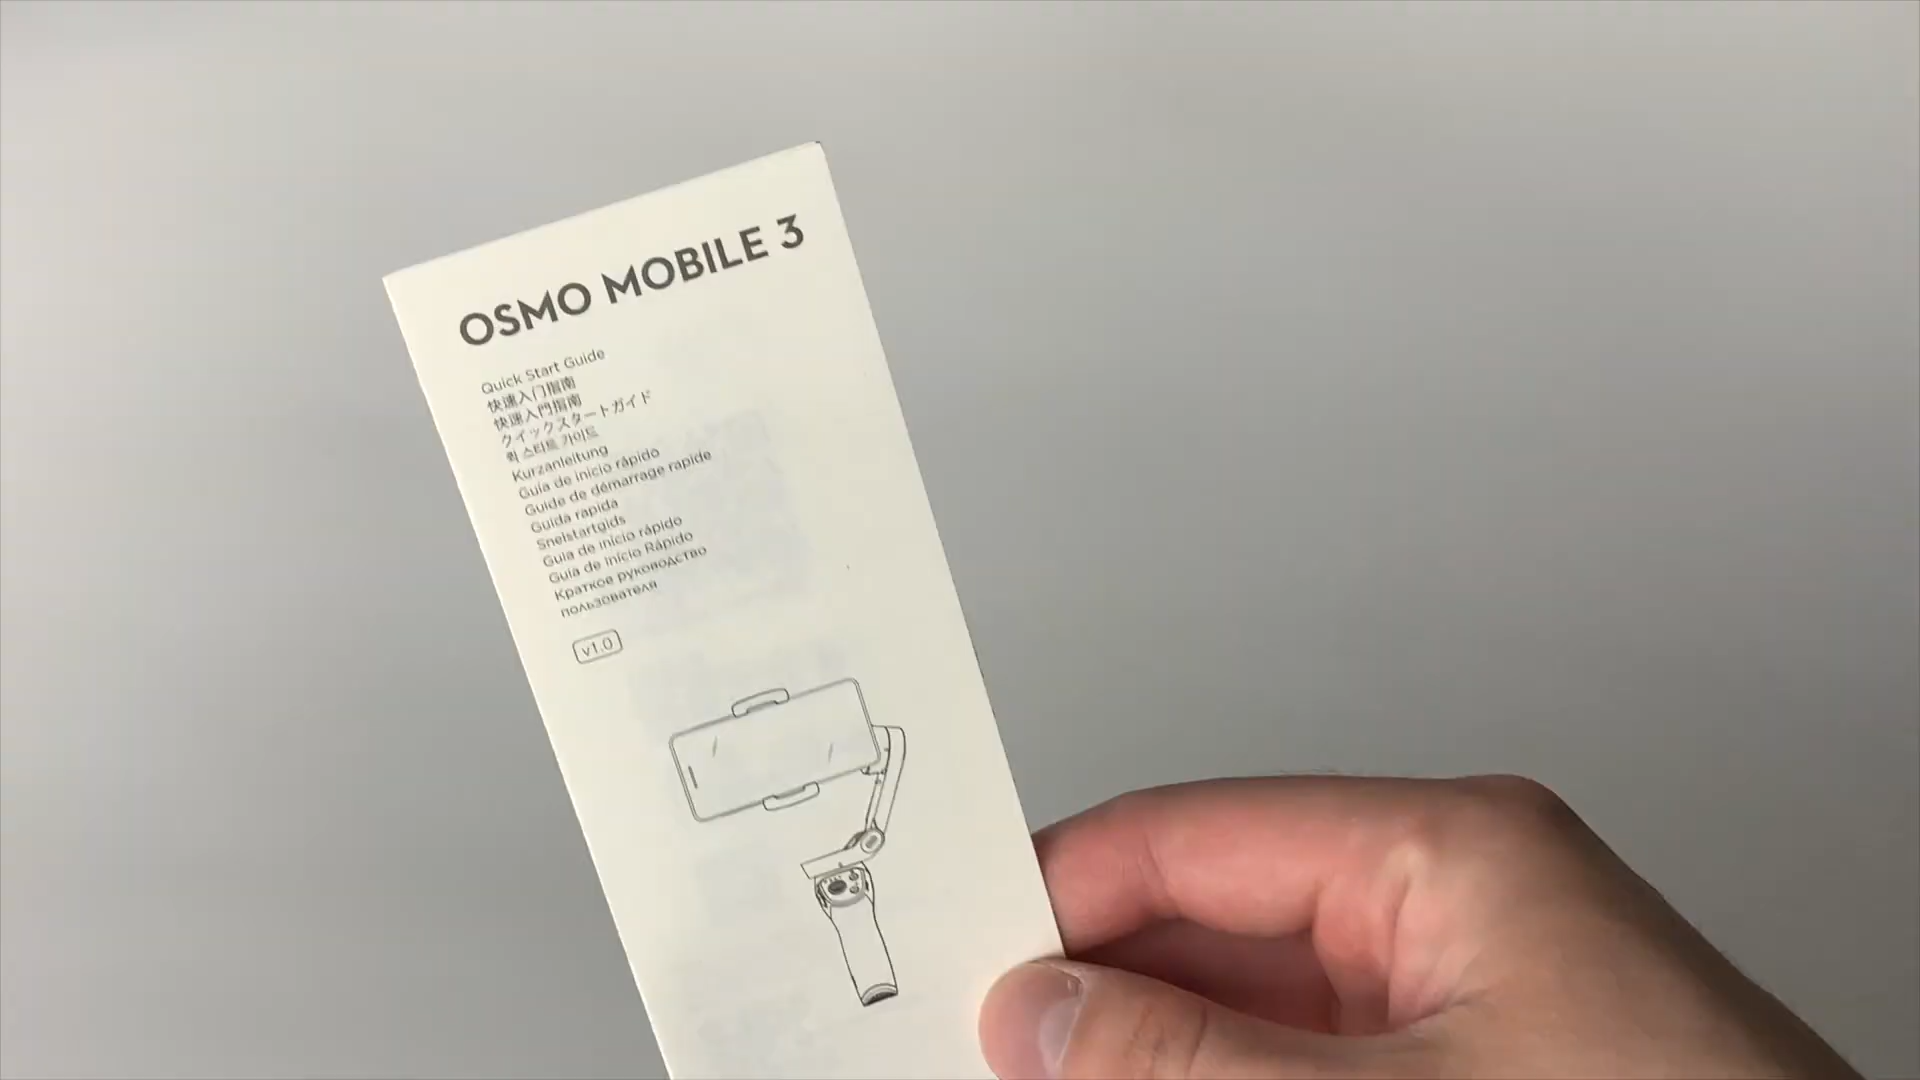 OSMO MOBILE 3
Quick Start Guide
快速入门指南
快速入門指南
クイックスタートガイド
퀵 스타트 가이드
Kurzanleitung
Guía de inicio rápido
Guide de démarrage rapide
Guida rapida
Snelstartgids
Guia de início rápido
Guia de Início Rápido
Краткое руководство
пользователя
v1.0